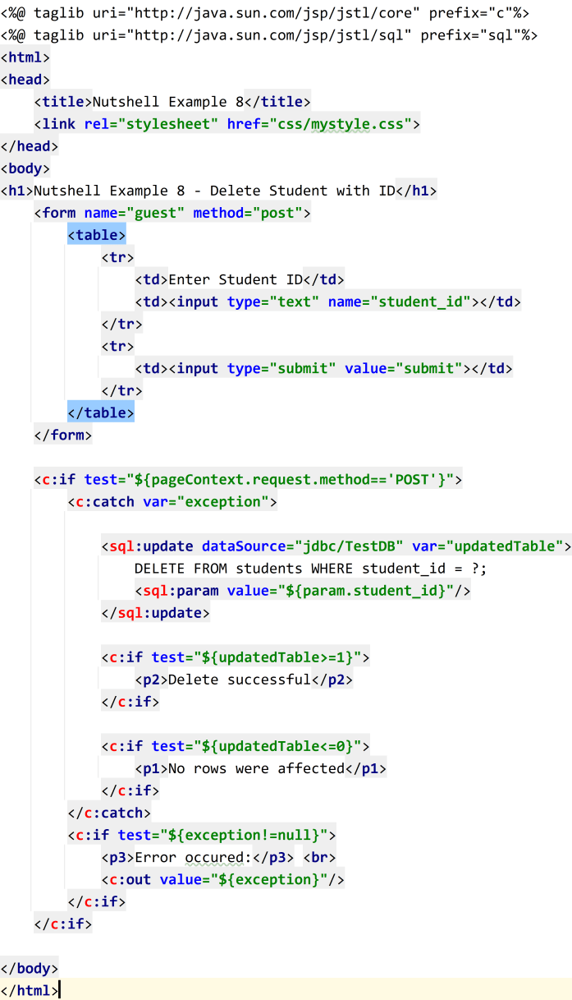 <%@ taglib uri="http://java.sun.com/jsp/jstl/core" prefix="c"%>
<%@ taglib uri="http://java.sun.com/jsp/jstl/sql" prefix="sql"%>
<html>
<head>
    <title>Nutshell Example 8</title>
    <link rel="stylesheet" href="css/mystyle.css">
</head>
<body>
<h1>Nutshell Example 8 - Delete Student with ID</h1>
    <form name="guest" method="post">
        <table>
            <tr>
                <td>Enter Student ID</td>
                <td><input type="text" name="student_id"></td>
            </tr>
            <tr>
                <td><input type="submit" value="submit"></td>
            </tr>
        </table>
    </form>

    <c:if test="${pageContext.request.method=='POST'}">
        <c:catch var="exception">

            <sql:update dataSource="jdbc/TestDB" var="updatedTable">
                DELETE FROM students WHERE student_id = ?;
                <sql:param value="${param.student_id}"/>
            </sql:update>

            <c:if test="${updatedTable>=1}">
                <p2>Delete successful</p2>
            </c:if>

            <c:if test="${updatedTable<=0}">
                <p1>No rows were affected</p1>
            </c:if>
        </c:catch>
        <c:if test="${exception!=null}">
            <p3>Error occured:</p3> <br>
            <c:out value="${exception}"/>
        </c:if>
    </c:if>

</body>
</html>